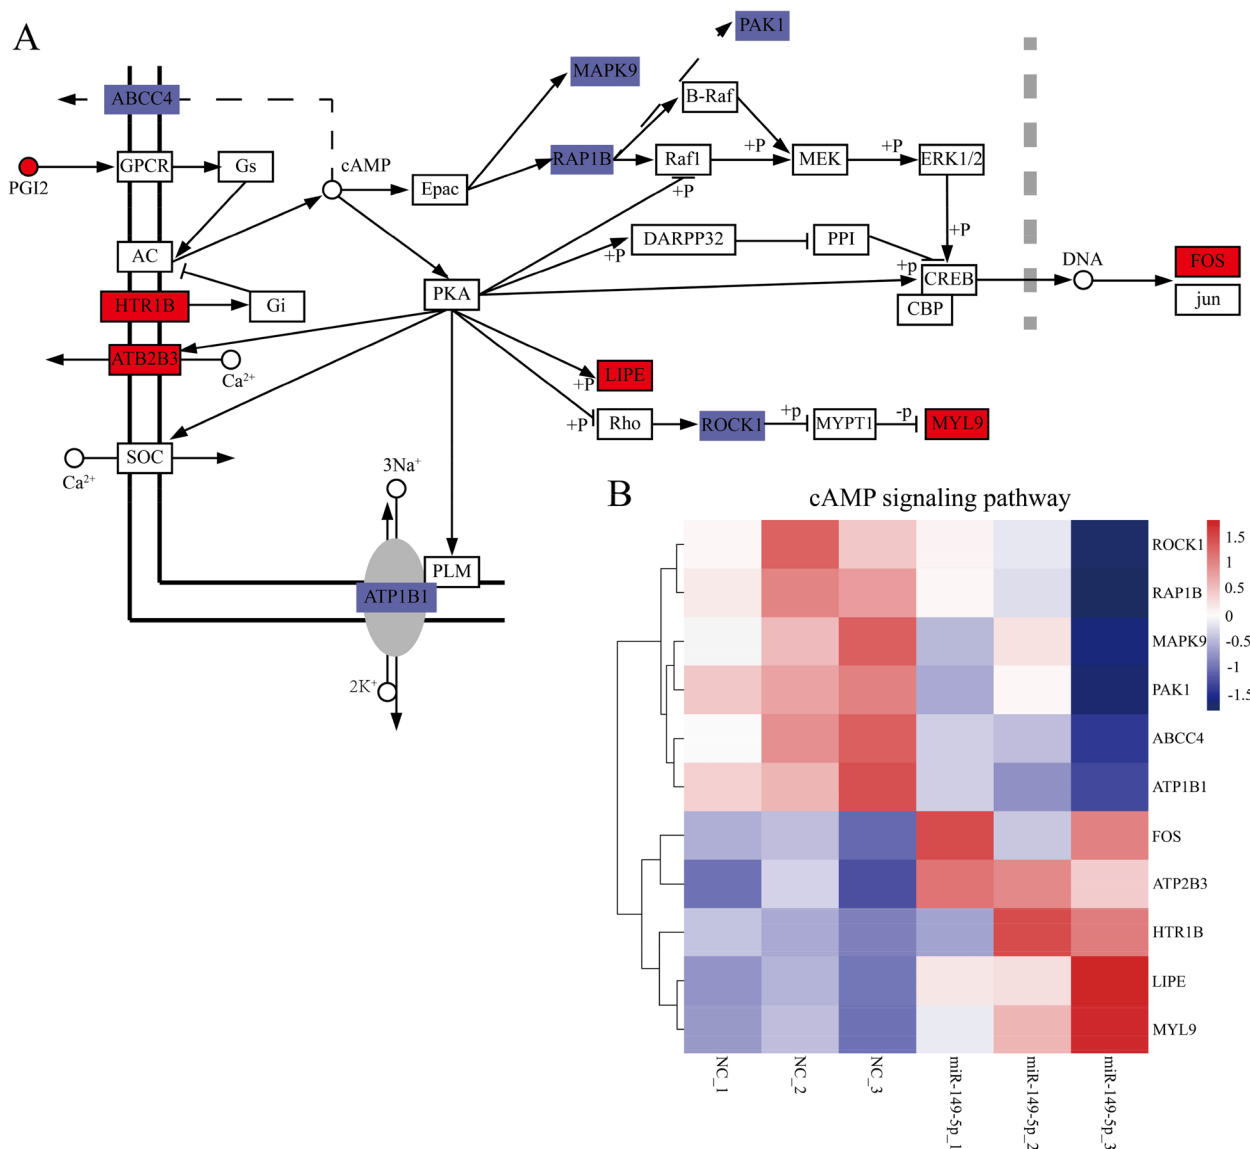 A
PAK1
MAPK9
ABCC4
B-Raf
cAMP
GPCR
Gs
RAP1B
Raf1
+P
MEK
+P
ERK1/2
PGI2
Epac
+P
+P
DARPP32
PPI
AC
+P
+p
CREB
DNA
FOS
HTR1B
Gi
PKA
CBP
jun
ATB2B3
Ca²⁺
LIPE
+P
+P
Rho
ROCK1
+p
MYPT1
-p
MYL9
SOC
Ca²⁺
3Na⁺
PLM
ATP1B1
2K⁺
B
cAMP signaling pathway
ROCK1
RAP1B
MAPK9
PAK1
ABCC4
ATP1B1
FOS
ATP2B3
HTR1B
LIPE
MYL9
1.5
1
0.5
0
-0.5
-1
-1.5
NC_1
NC_2
NC_3
miR-149-5p_1
miR-149-5p_2
miR-149-5p_3